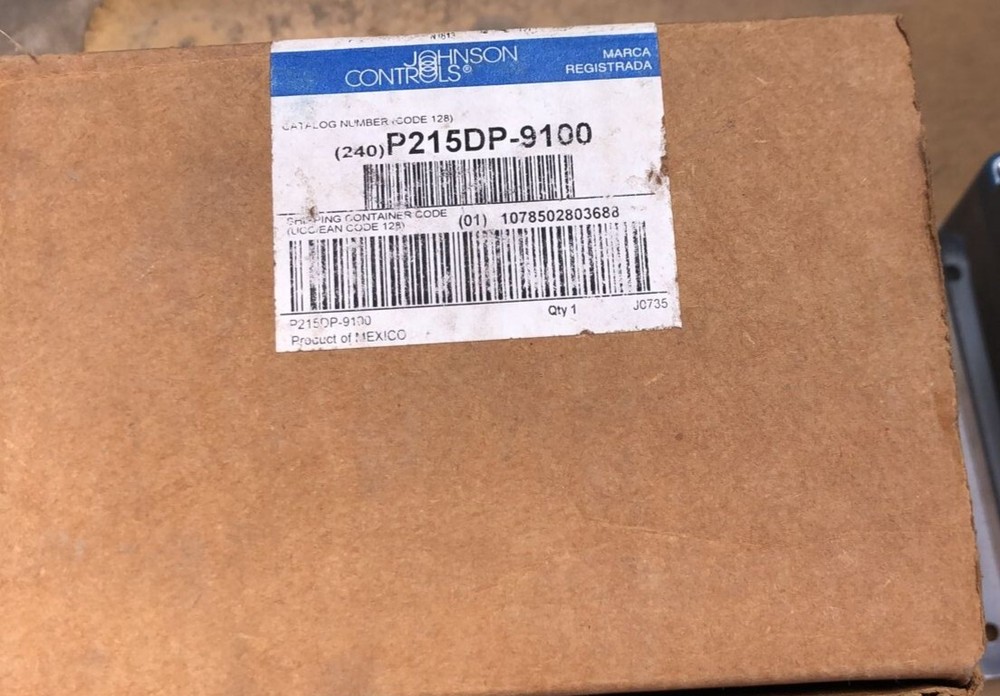 JOHNSON
CONTROLS®
MARCA
REGISTRADA
CATALOG NUMBER (CODE 128)
(240)P215DP-9100
SHIPPING CONTAINER CODE
(UCC/EAN CODE 128)
(01) 1078502803688
P215DP-9100
Qty 1
J0735
Product of MEXICO